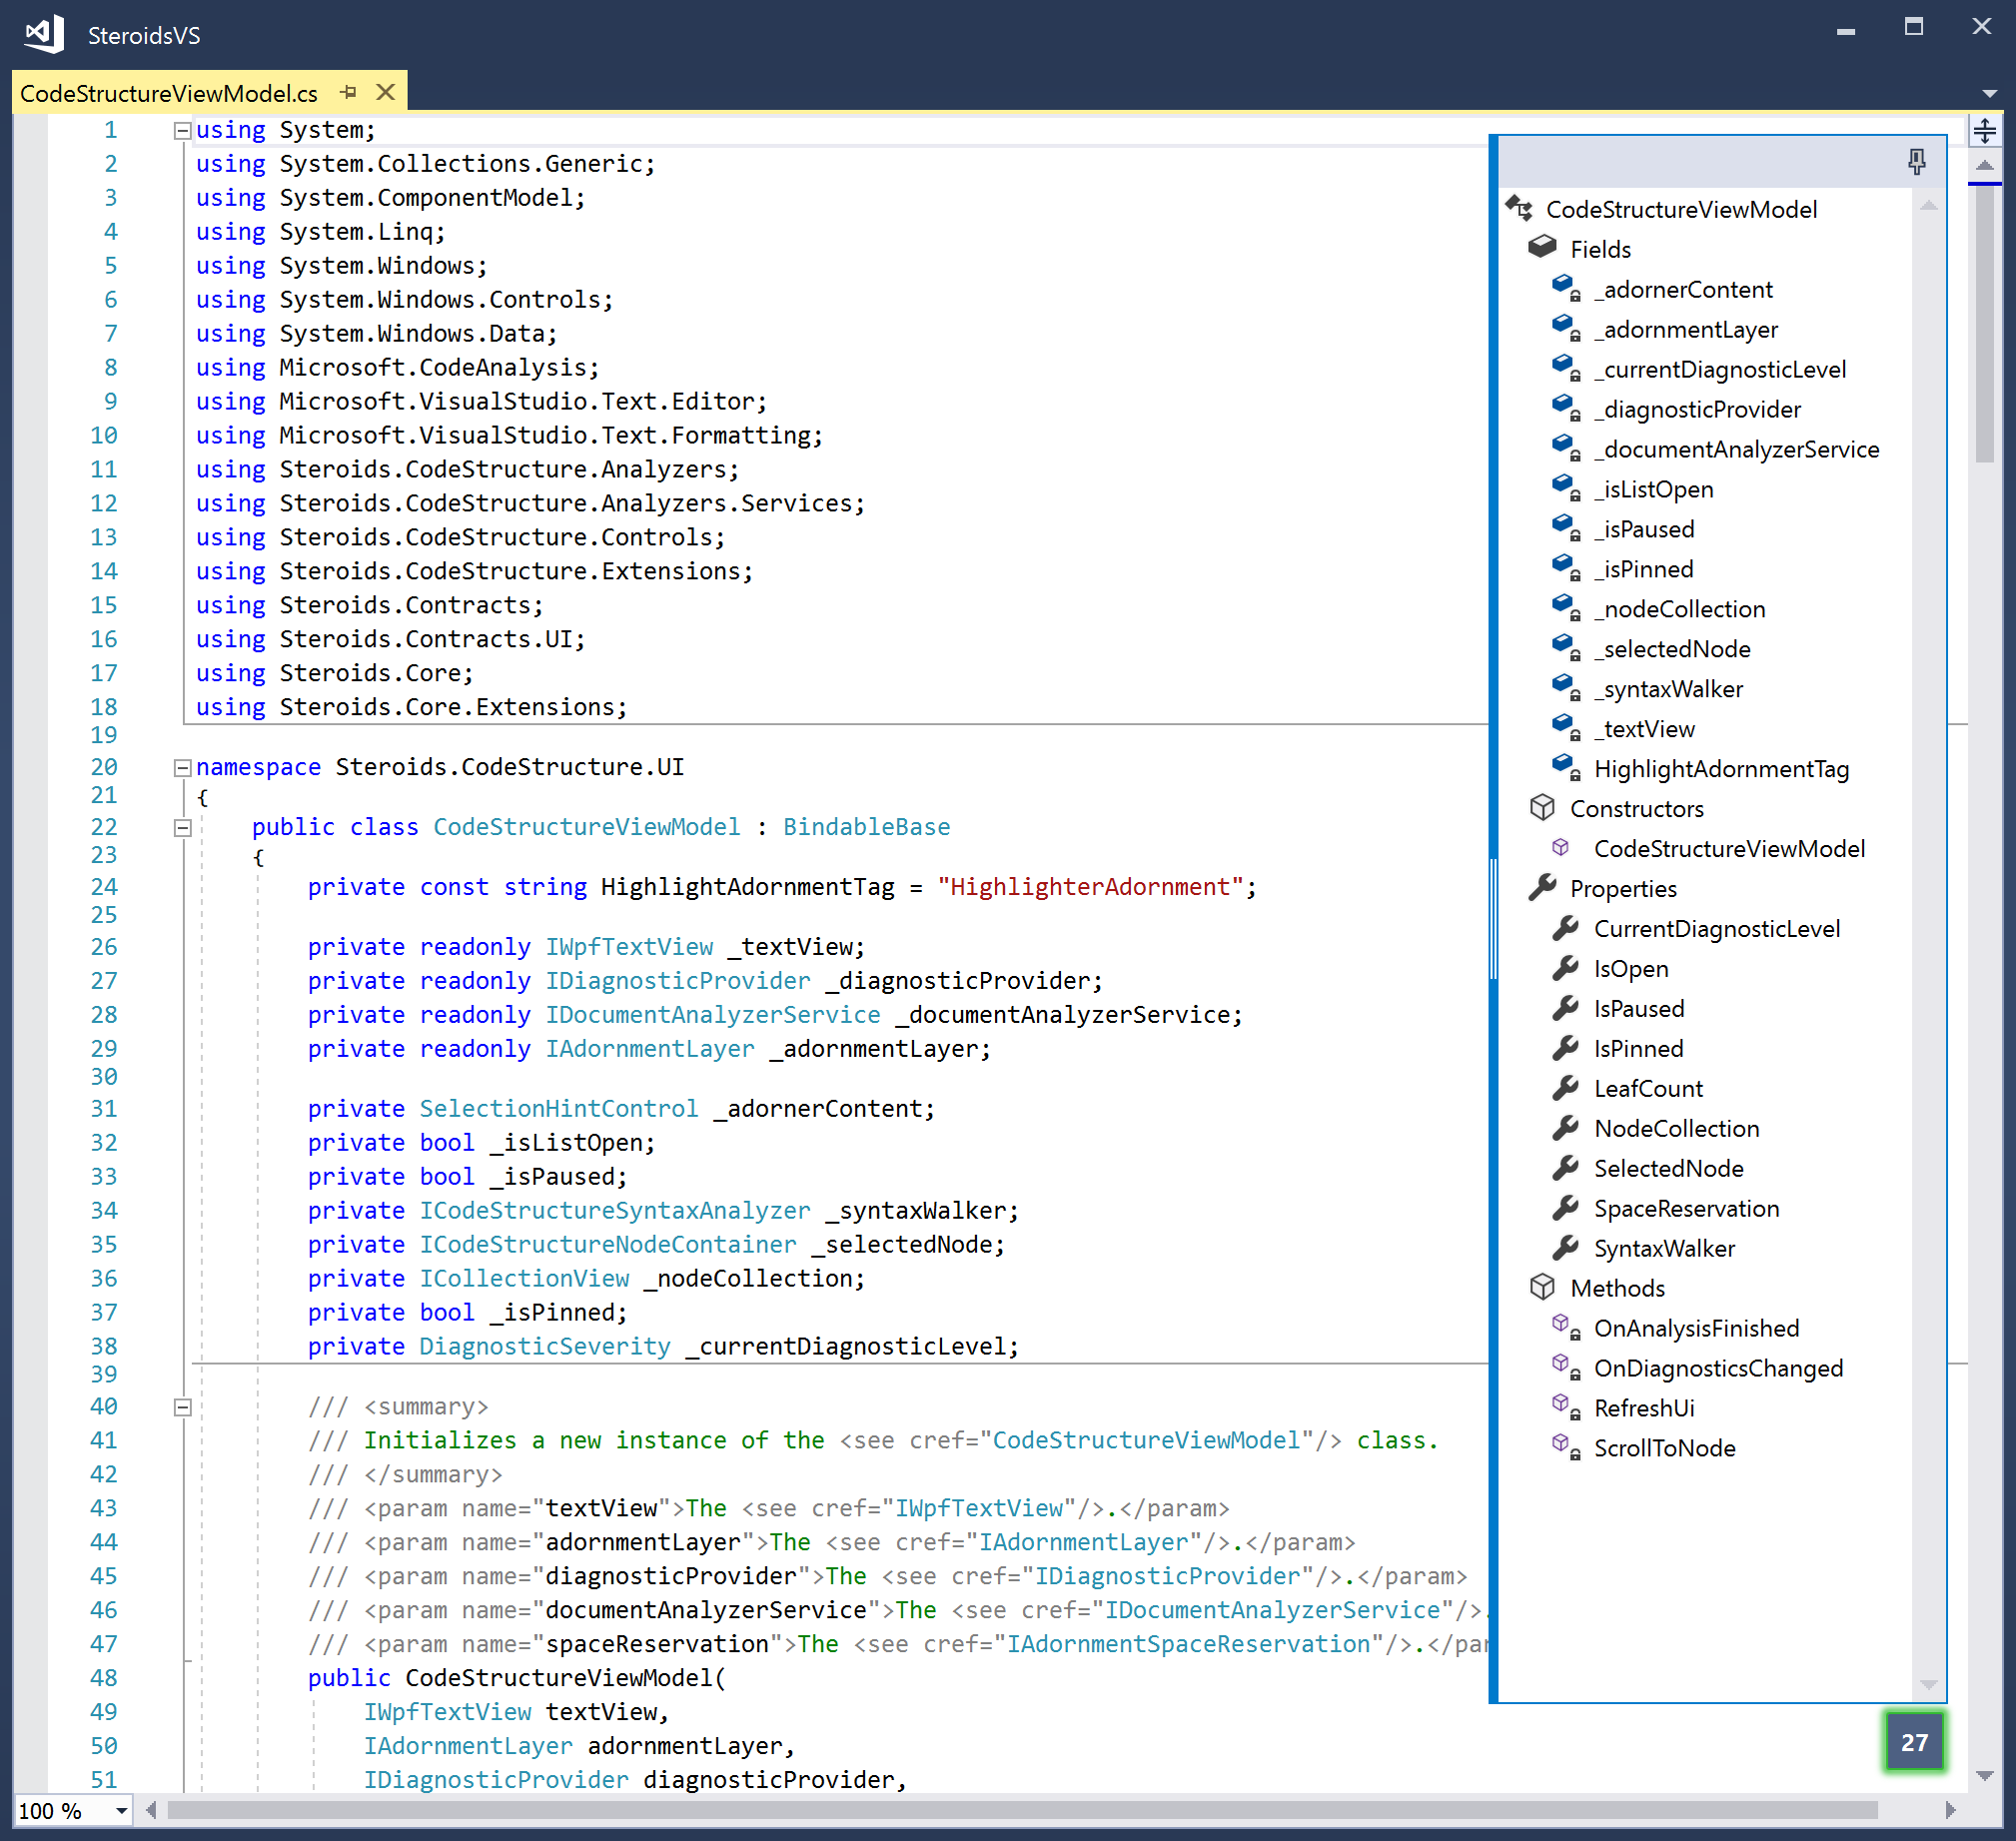 SteroidsVS
CodeStructureViewModel.cs
1 using System;
2 using System.Collections.Generic;
3 using System.ComponentModel;
4 using System.Linq;
5 using System.Windows;
6 using System.Windows.Controls;
7 using System.Windows.Data;
8 using Microsoft.CodeAnalysis;
9 using Microsoft.VisualStudio.Text.Editor;
10 using Microsoft.VisualStudio.Text.Formatting;
11 using Steroids.CodeStructure.Analyzers;
12 using Steroids.CodeStructure.Analyzers.Services;
13 using Steroids.CodeStructure.Controls;
14 using Steroids.CodeStructure.Extensions;
15 using Steroids.Contracts;
16 using Steroids.Contracts.UI;
17 using Steroids.Core;
18 using Steroids.Core.Extensions;
19
20 namespace Steroids.CodeStructure.UI
21 {
22 public class CodeStructureViewModel : BindableBase
23 {
24 private const string HighlightAdornmentTag = "HighlighterAdornment";
25
26 private readonly IWpfTextView _textView;
27 private readonly IDiagnosticProvider _diagnosticProvider;
28 private readonly IDocumentAnalyzerService _documentAnalyzerService;
29 private readonly IAdornmentLayer _adornmentLayer;
30
31 private SelectionHintControl _adornerContent;
32 private bool _isListOpen;
33 private bool _isPaused;
34 private ICodeStructureSyntaxAnalyzer _syntaxWalker;
35 private ICodeStructureNodeContainer _selectedNode;
36 private ICollectionView _nodeCollection;
37 private bool _isPinned;
38 private DiagnosticSeverity _currentDiagnosticLevel;
39
40 /// <summary>
41 /// Initializes a new instance of the <see cref="CodeStructureViewModel"/> class.
42 /// </summary>
43 /// <param name="textView">The <see cref="IWpfTextView"/>.</param>
44 /// <param name="adornmentLayer">The <see cref="IAdornmentLayer"/>.</param>
45 /// <param name="diagnosticProvider">The <see cref="IDiagnosticProvider"/>.</param>
46 /// <param name="documentAnalyzerService">The <see cref="IDocumentAnalyzerService"/>.
47 /// <param name="spaceReservation">The <see cref="IAdornmentSpaceReservation"/>.</par
48 public CodeStructureViewModel(
49 IWpfTextView textView,
50 IAdornmentLayer adornmentLayer,
51 IDiagnosticProvider diagnosticProvider,
CodeStructureViewModel
Fields
_adornerContent
_adornmentLayer
_currentDiagnosticLevel
_diagnosticProvider
_documentAnalyzerService
_isListOpen
_isPaused
_isPinned
_nodeCollection
_selectedNode
_syntaxWalker
_textView
HighlightAdornmentTag
Constructors
CodeStructureViewModel
Properties
CurrentDiagnosticLevel
IsOpen
IsPaused
IsPinned
LeafCount
NodeCollection
SelectedNode
SpaceReservation
SyntaxWalker
Methods
OnAnalysisFinished
OnDiagnosticsChanged
RefreshUi
ScrollToNode
27
100 %